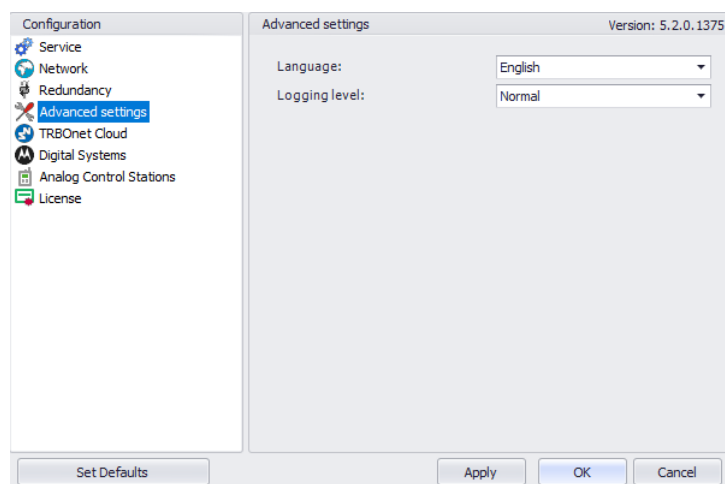 Configuration
Service
Network
Redundancy
Advanced settings
TRBOnet Cloud
Digital Systems
Analog Control Stations
License
Advanced settings Version: 5.2.0.1375
Language: English
Logging level: Normal
Set Defaults Apply OK Cancel